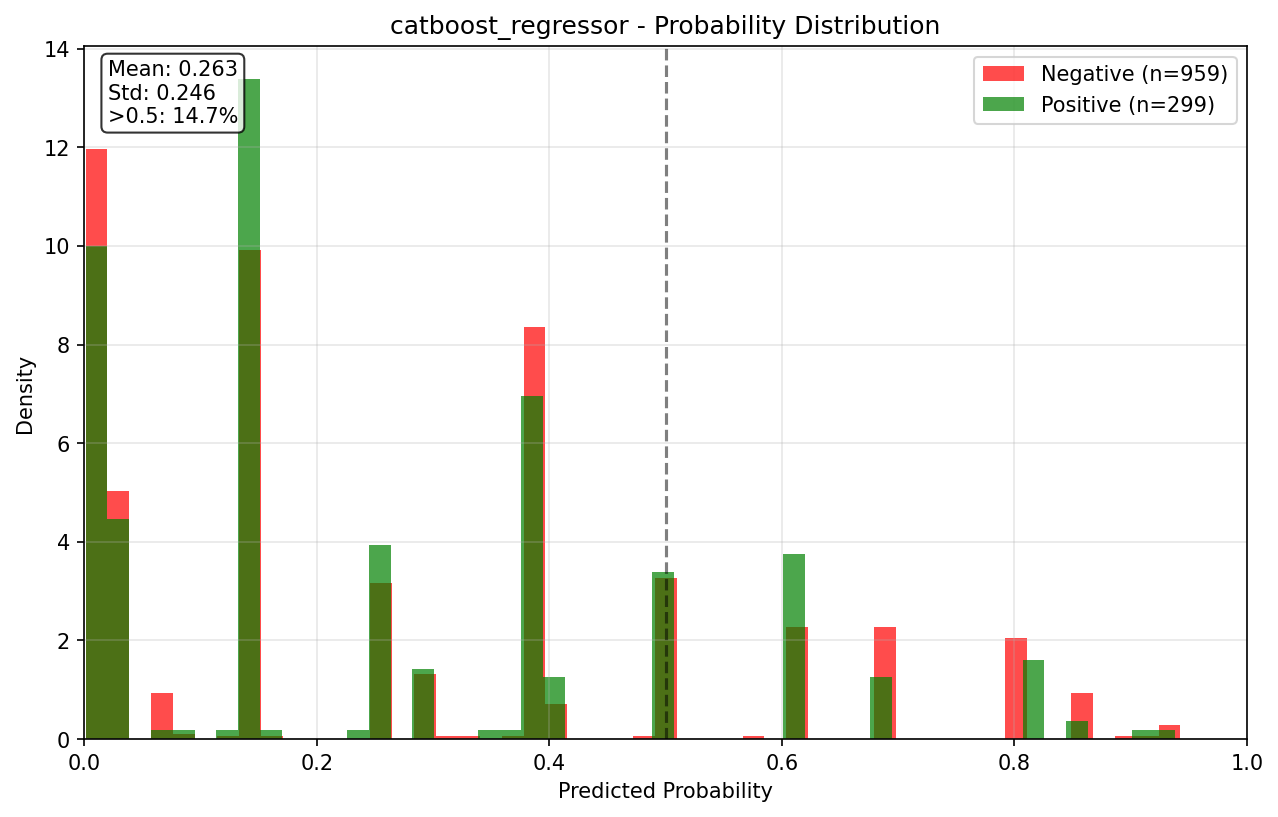 catboost_regressor - Probability Distribution
Mean: 0.263
Std: 0.246
>0.5: 14.7%
Negative (n=959)
Positive (n=299)
Density
14
12
10
8
6
4
2
0
0.0 0.2 0.4 0.6 0.8 1.0
Predicted Probability